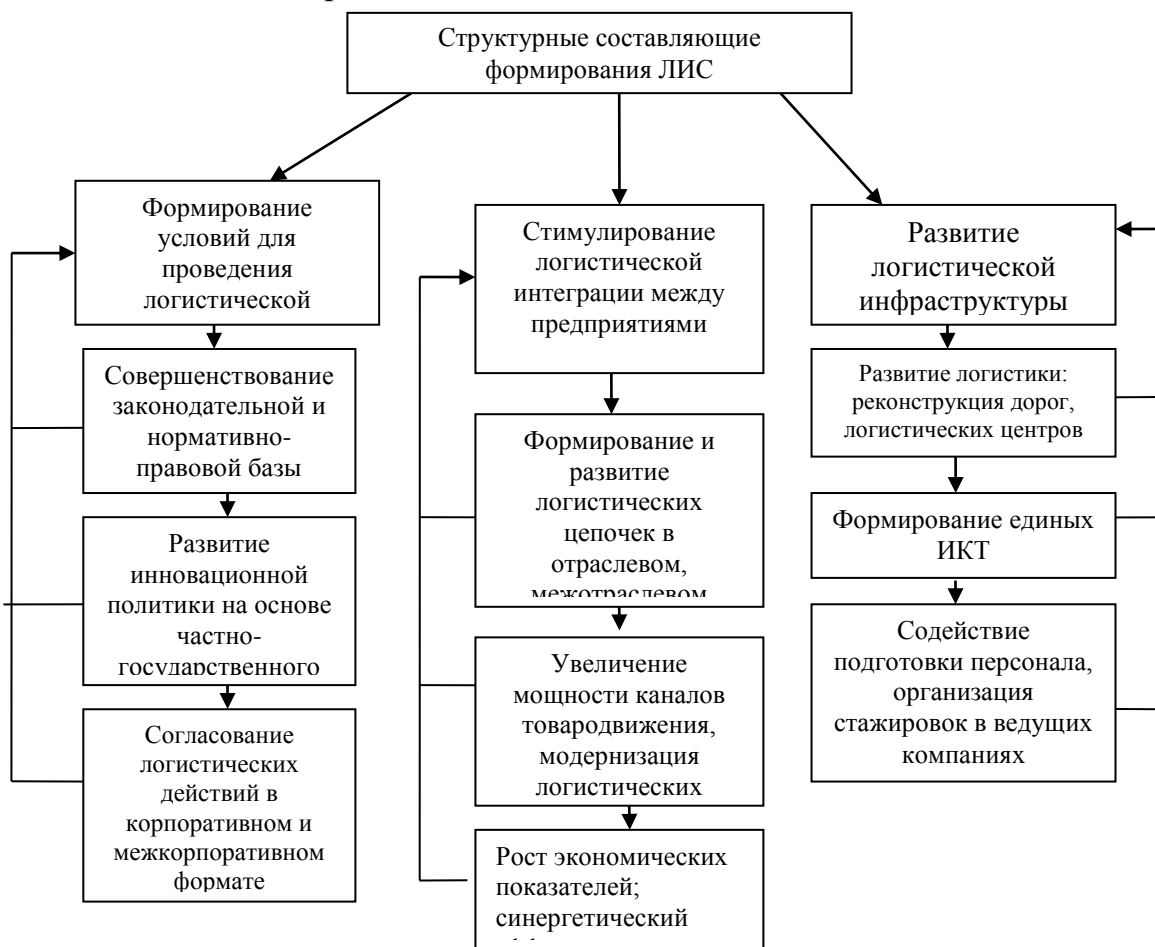 Структурные составляющие
формирования ЛИС
Формирование
условий для
проведения
логистической
Совершенствование
законодательной и
нормативно-
правовой базы
Развитие
инновационной
политики на основе
частно-
государственного
Согласование
логистических
действий в
корпоративном и
межкорпоративном
формате
Стимулирование
логистической
интеграции между
предприятиями
Формирование и
развитие
логистических
цепочек в
отраслевом,
межотраслевом
Увеличение
мощности каналов
товародвижения,
модернизация
логистических
Рост экономических
показателей;
синергетический
Развитие
логистической
инфраструктуры
Развитие логистики:
реконструкция дорог,
логистических центров
Формирование единых
ИКТ
Содействие
подготовки персонала,
организация
стажировок в ведущих
компаниях